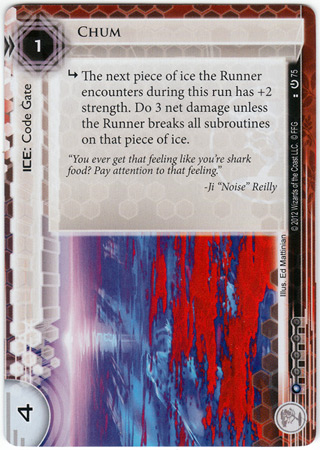 CHUM
1
ICE: Code Gate
↳ The next piece of ice the Runner
encounters during this run has +2
strength. Do 3 net damage unless
the Runner breaks all subroutines
on that piece of ice.
"You ever get that feeling like you're shark
food? Pay attention to that feeling."
-Ji "Noise" Reilly
4
Illus. Ed Mattinian
© 2012 Wizards of the Coast LLC. © FFG
75